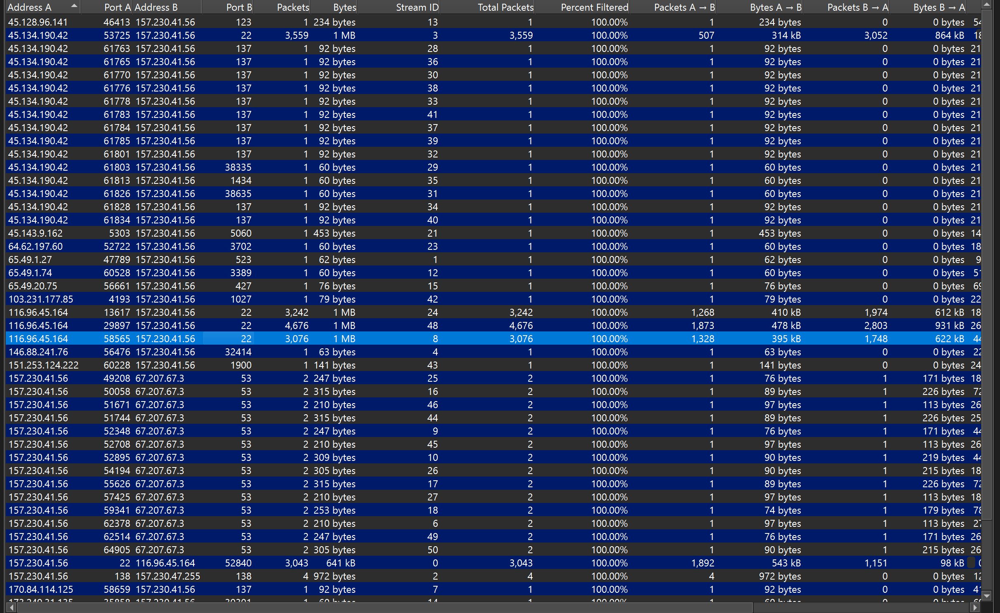 Address A Port A Address B Port B Packets Bytes Stream ID Total Packets Percent Filtered Packets A → B Bytes A → B Packets B → A Bytes B → A
45.128.96.141 46413 157.230.41.56 123 1 234 bytes 13 1 100.00% 1 234 bytes 0 0 bytes 54
45.134.190.42 53725 157.230.41.56 22 3,559 1 MB 3 3,559 100.00% 507 314 kB 3,052 864 kB 18
45.134.190.42 61763 157.230.41.56 137 1 92 bytes 28 1 100.00% 1 92 bytes 0 0 bytes 21
45.134.190.42 61765 157.230.41.56 137 1 92 bytes 36 1 100.00% 1 92 bytes 0 0 bytes 21
45.134.190.42 61770 157.230.41.56 137 1 92 bytes 30 1 100.00% 1 92 bytes 0 0 bytes 21
45.134.190.42 61776 157.230.41.56 137 1 92 bytes 38 1 100.00% 1 92 bytes 0 0 bytes 21
45.134.190.42 61778 157.230.41.56 137 1 92 bytes 33 1 100.00% 1 92 bytes 0 0 bytes 21
45.134.190.42 61783 157.230.41.56 137 1 92 bytes 41 1 100.00% 1 92 bytes 0 0 bytes 21
45.134.190.42 61784 157.230.41.56 137 1 92 bytes 37 1 100.00% 1 92 bytes 0 0 bytes 21
45.134.190.42 61785 157.230.41.56 137 1 92 bytes 39 1 100.00% 1 92 bytes 0 0 bytes 21
45.134.190.42 61801 157.230.41.56 137 1 92 bytes 32 1 100.00% 1 92 bytes 0 0 bytes 21
45.134.190.42 61803 157.230.41.56 38335 1 60 bytes 29 1 100.00% 1 60 bytes 0 0 bytes 21
45.134.190.42 61813 157.230.41.56 1434 1 60 bytes 35 1 100.00% 1 60 bytes 0 0 bytes 21
45.134.190.42 61826 157.230.41.56 38635 1 60 bytes 31 1 100.00% 1 60 bytes 0 0 bytes 21
45.134.190.42 61828 157.230.41.56 137 1 92 bytes 34 1 100.00% 1 92 bytes 0 0 bytes 21
45.134.190.42 61834 157.230.41.56 137 1 92 bytes 40 1 100.00% 1 92 bytes 0 0 bytes 21
45.143.9.162 5303 157.230.41.56 5060 1 453 bytes 21 1 100.00% 1 453 bytes 0 0 bytes 14
64.62.197.60 52722 157.230.41.56 3702 1 60 bytes 23 1 100.00% 1 60 bytes 0 0 bytes 18
65.49.1.27 47789 157.230.41.56 523 1 62 bytes 1 1 100.00% 1 62 bytes 0 0 bytes 9
65.49.1.74 60528 157.230.41.56 3389 1 60 bytes 12 1 100.00% 1 60 bytes 0 0 bytes 51
65.49.20.75 56661 157.230.41.56 427 1 76 bytes 15 1 100.00% 1 76 bytes 0 0 bytes 69
103.231.177.85 4193 157.230.41.56 1027 1 79 bytes 42 1 100.00% 1 79 bytes 0 0 bytes 22
116.96.45.164 13617 157.230.41.56 22 3,242 1 MB 24 3,242 100.00% 1,268 410 kB 1,974 612 kB 18
116.96.45.164 29897 157.230.41.56 22 4,676 1 MB 48 4,676 100.00% 1,873 478 kB 2,803 931 kB 26
116.96.45.164 58565 157.230.41.56 22 3,076 1 MB 8 3,076 100.00% 1,328 395 kB 1,748 622 kB 44
146.88.241.76 56476 157.230.41.56 32414 1 63 bytes 4 1 100.00% 1 63 bytes 0 0 bytes 22
151.253.124.222 60228 157.230.41.56 1900 1 141 bytes 43 1 100.00% 1 141 bytes 0 0 bytes 24
157.230.41.56 49208 67.207.67.3 53 2 247 bytes 25 2 100.00% 1 76 bytes 1 171 bytes 18
157.230.41.56 50058 67.207.67.3 53 2 315 bytes 16 2 100.00% 1 89 bytes 1 226 bytes 72
157.230.41.56 51671 67.207.67.3 53 2 210 bytes 46 2 100.00% 1 97 bytes 1 113 bytes 26
157.230.41.56 51744 67.207.67.3 53 2 315 bytes 44 2 100.00% 1 89 bytes 1 226 bytes 25
157.230.41.56 52348 67.207.67.3 53 2 247 bytes 9 2 100.00% 1 76 bytes 1 171 bytes 44
157.230.41.56 52708 67.207.67.3 53 2 210 bytes 45 2 100.00% 1 97 bytes 1 113 bytes 26
157.230.41.56 52895 67.207.67.3 53 2 309 bytes 10 2 100.00% 1 90 bytes 1 219 bytes 44
157.230.41.56 54194 67.207.67.3 53 2 305 bytes 26 2 100.00% 1 90 bytes 1 215 bytes 18
157.230.41.56 55626 67.207.67.3 53 2 315 bytes 17 2 100.00% 1 89 bytes 1 226 bytes 72
157.230.41.56 57425 67.207.67.3 53 2 210 bytes 27 2 100.00% 1 97 bytes 1 113 bytes 18
157.230.41.56 59341 67.207.67.3 53 2 253 bytes 18 2 100.00% 1 74 bytes 1 179 bytes 78
157.230.41.56 62378 67.207.67.3 53 2 210 bytes 6 2 100.00% 1 97 bytes 1 113 bytes 27
157.230.41.56 62514 67.207.67.3 53 2 247 bytes 49 2 100.00% 1 76 bytes 1 171 bytes 26
157.230.41.56 64905 67.207.67.3 53 2 305 bytes 50 2 100.00% 1 90 bytes 1 215 bytes 26
157.230.41.56 22 116.96.45.164 52840 3,043 641 kB 0 3,043 100.00% 1,892 543 kB 1,151 98 kB 0
157.230.41.56 138 157.230.47.255 138 4 972 bytes 2 4 100.00% 4 972 bytes 0 0 bytes 12
170.84.114.125 58659 157.230.41.56 137 1 92 bytes 7 1 100.00% 1 92 bytes 0 0 bytes 41